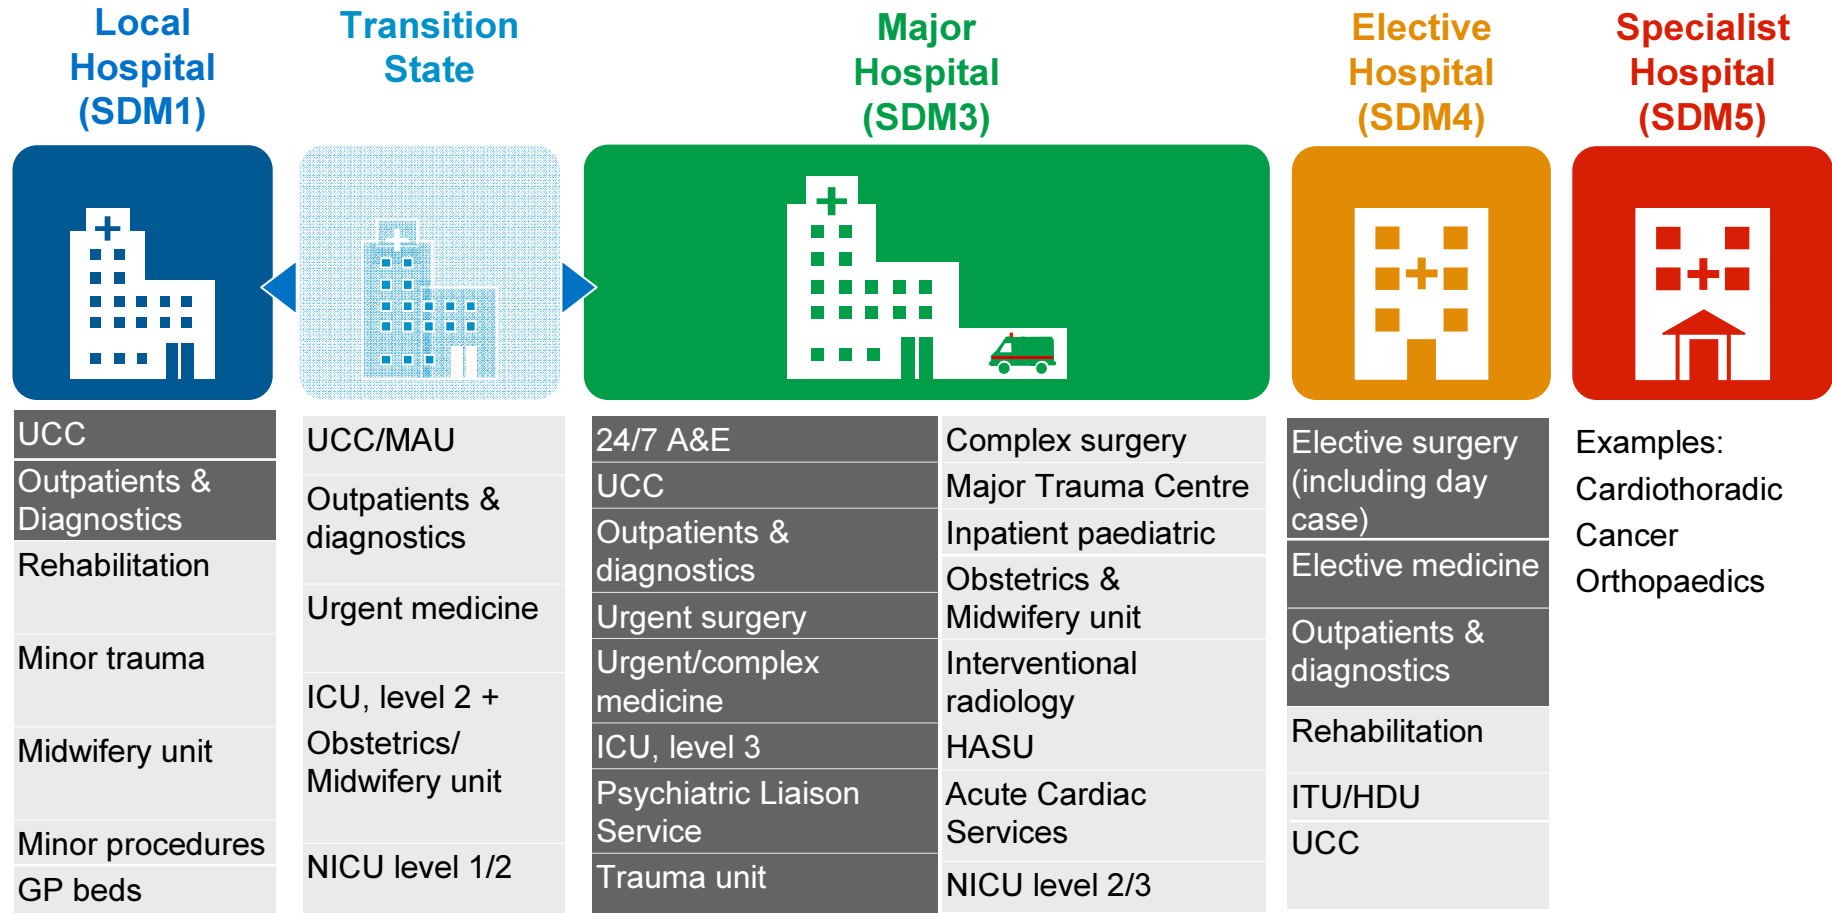 Local
Hospital
(SDM1)
Transition
State
Major
Hospital
(SDM3)
Elective
Hospital
(SDM4)
Specialist
Hospital
(SDM5)
UCC
Outpatients &
Diagnostics
Rehabilitation
Minor trauma
Midwifery unit
Minor procedures
GP beds
UCC/MAU
Outpatients &
diagnostics
Urgent medicine
ICU, level 2 +
Obstetrics/
Midwifery unit
NICU level 1/2
24/7 A&E
UCC
Outpatients &
diagnostics
Urgent surgery
Urgent/complex
medicine
ICU, level 3
Psychiatric Liaison
Service
Trauma unit
Complex surgery
Major Trauma Centre
Inpatient paediatric
Obstetrics &
Midwifery unit
Interventional
radiology
HASU
Acute Cardiac
Services
NICU level 2/3
Elective surgery
(including day
case)
Elective medicine
Outpatients &
diagnostics
Rehabilitation
ITU/HDU
UCC
Examples:
Cardiothoradic
Cancer
Orthopaedics